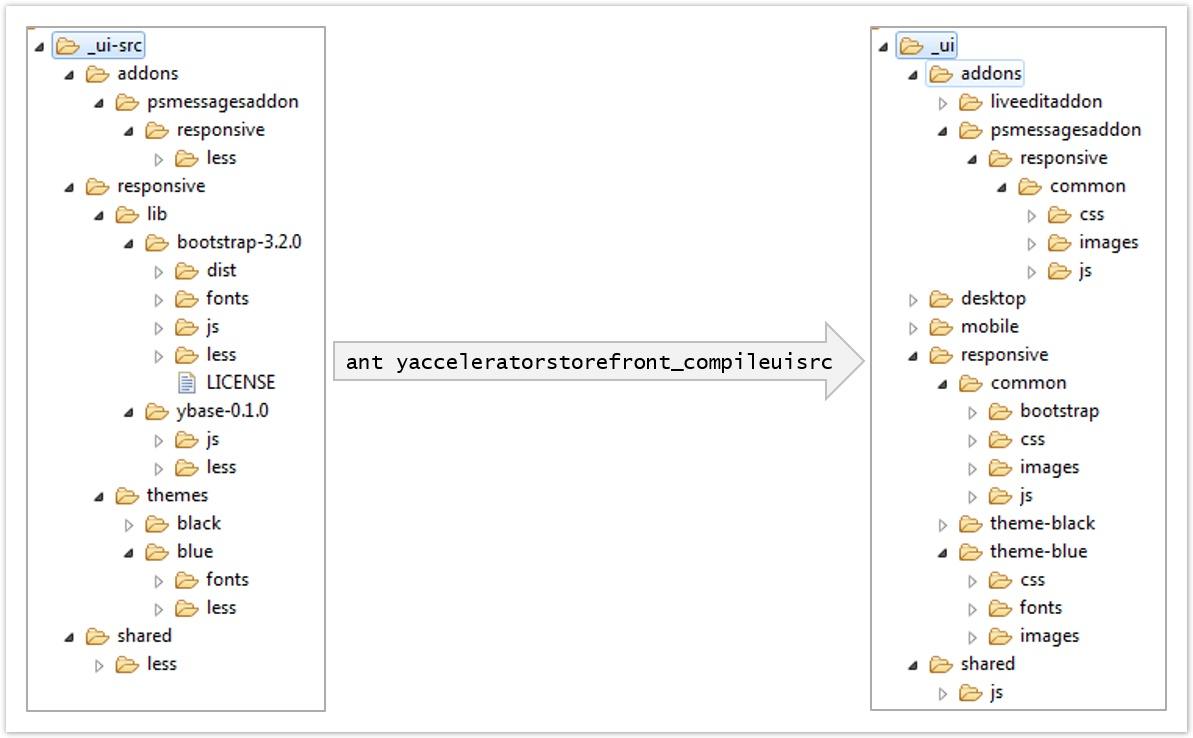 _ui-src
addons
psmessagesaddon
responsive
less
responsive
lib
bootstrap-3.2.0
dist
fonts
js
less
LICENSE
ybase-0.1.0
js
less
themes
black
blue
fonts
less
shared
less
ant yacceleratorstorefront_compileuisrc
_ui
addons
liveeditaddon
psmessagesaddon
responsive
common
css
images
js
desktop
mobile
responsive
common
bootstrap
css
images
js
theme-black
theme-blue
css
fonts
images
shared
js